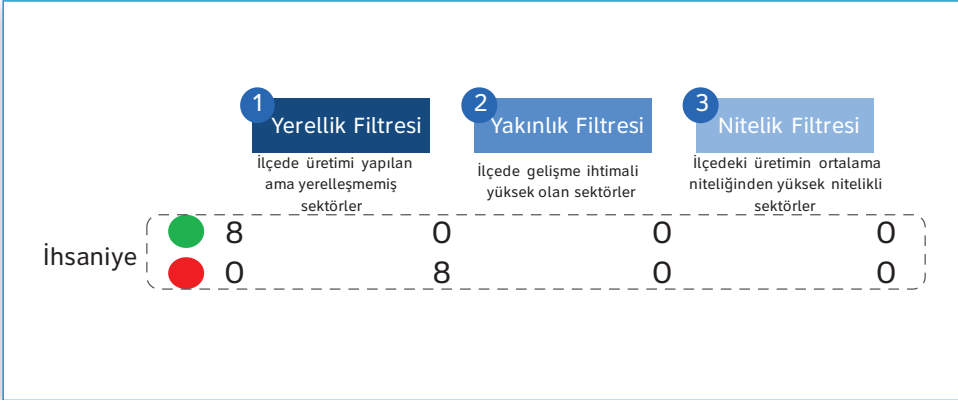 1
Yerellik Filtresi
İlçede üretimi yapılan
ama yerelleşmemiş
sektörler
2
Yakınlık Filtresi
İlçede gelişme ihtimali
yüksek olan sektörler
3
Nitelik Filtresi
İlçedeki üretimin ortalama
niteliğinden yüksek nitelikli
sektörler
İhsaniye
8 0 0 0
0 8 0 0